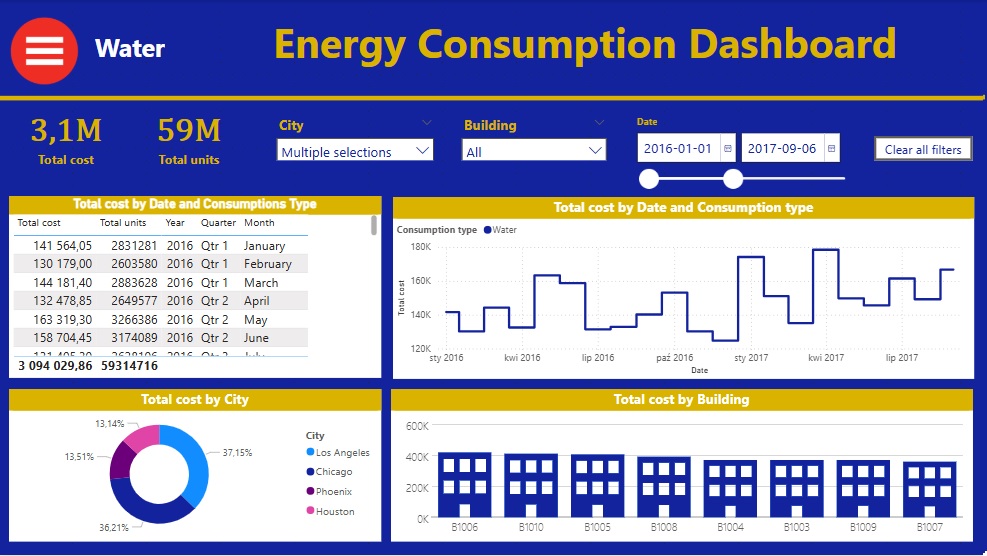 Water
Energy Consumption Dashboard
3,1M
Total cost
59M
Total units
City
Multiple selections
Building
All
Date
2016-01-01
2017-09-06
Clear all filters
Total cost by Date and Consumptions Type
Total cost Total units Year Quarter Month
141 564,05 2831281 2016 Qtr 1 January
130 179,00 2603580 2016 Qtr 1 February
144 181,40 2883628 2016 Qtr 1 March
132 478,85 2649577 2016 Qtr 2 April
163 319,30 3266386 2016 Qtr 2 May
158 704,45 3174089 2016 Qtr 2 June
3 094 029,86 59314716
Total cost by Date and Consumption type
Consumption type Water
Total cost
180K
160K
140K
120K
sty 2016 kwi 2016 lip 2016 paź 2016 sty 2017 kwi 2017 lip 2017
Date
Total cost by City
13,14%
13,51%
37,15%
36,21%
City
Los Angeles
Chicago
Phoenix
Houston
Total cost by Building
600K
400K
200K
0K
B1006 B1010 B1005 B1008 B1004 B1003 B1009 B1007